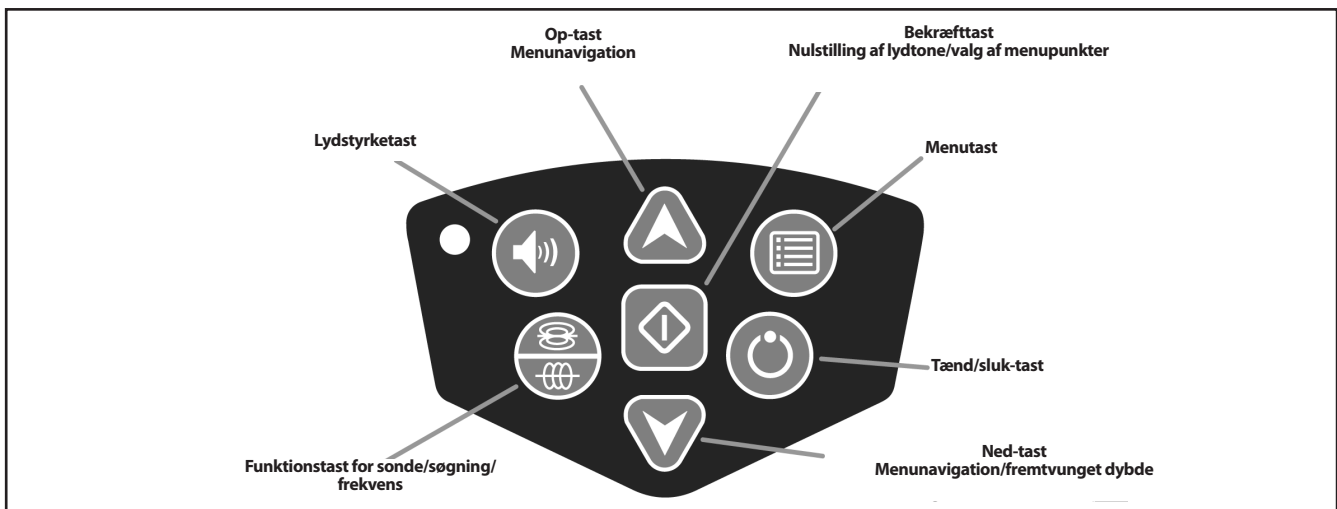 Op-tast
Menunavigation
Bekræfttast
Nulstilling af lydtone/valg af menupunkter
Lydstyrketast
Menutast
Tænd/sluk-tast
Funktionstast for sonde/søgning/
frekvens
Ned-tast
Menunavigation/fremtvunget dybde